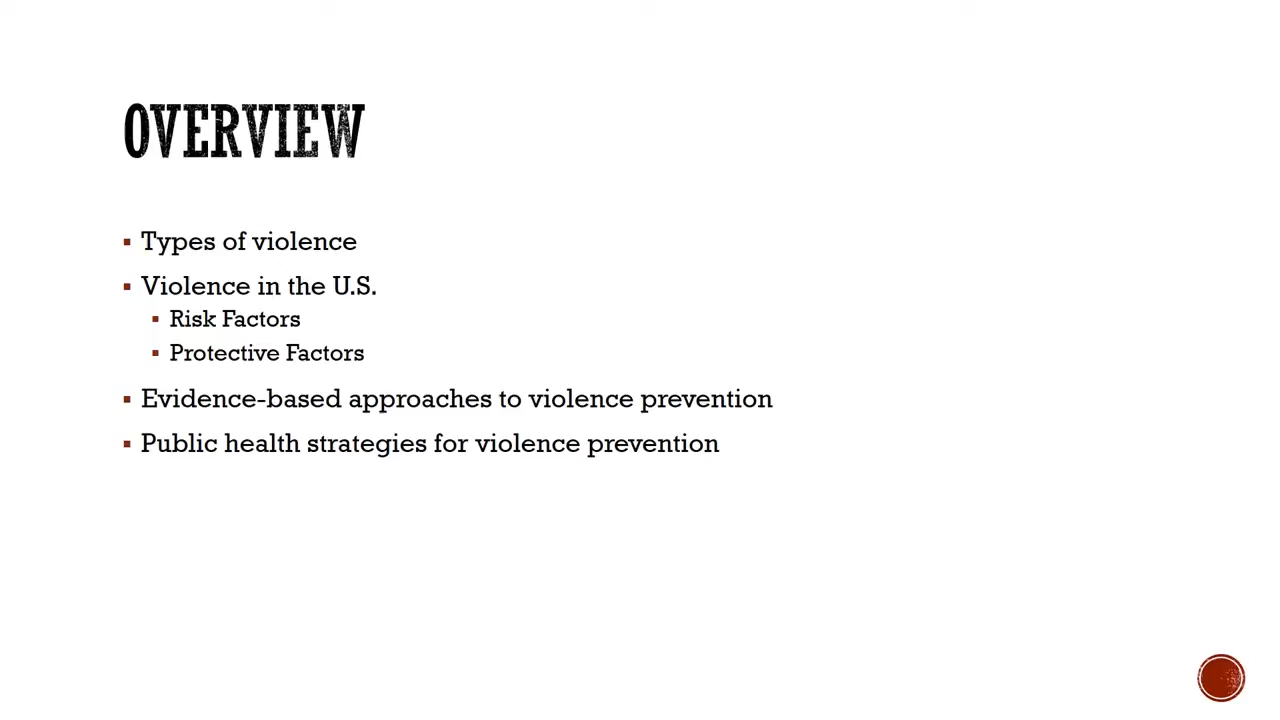 OVERVIEW
Types of violence
Violence in the U.S.
Risk Factors
Protective Factors
Evidence-based approaches to violence prevention
Public health strategies for violence prevention